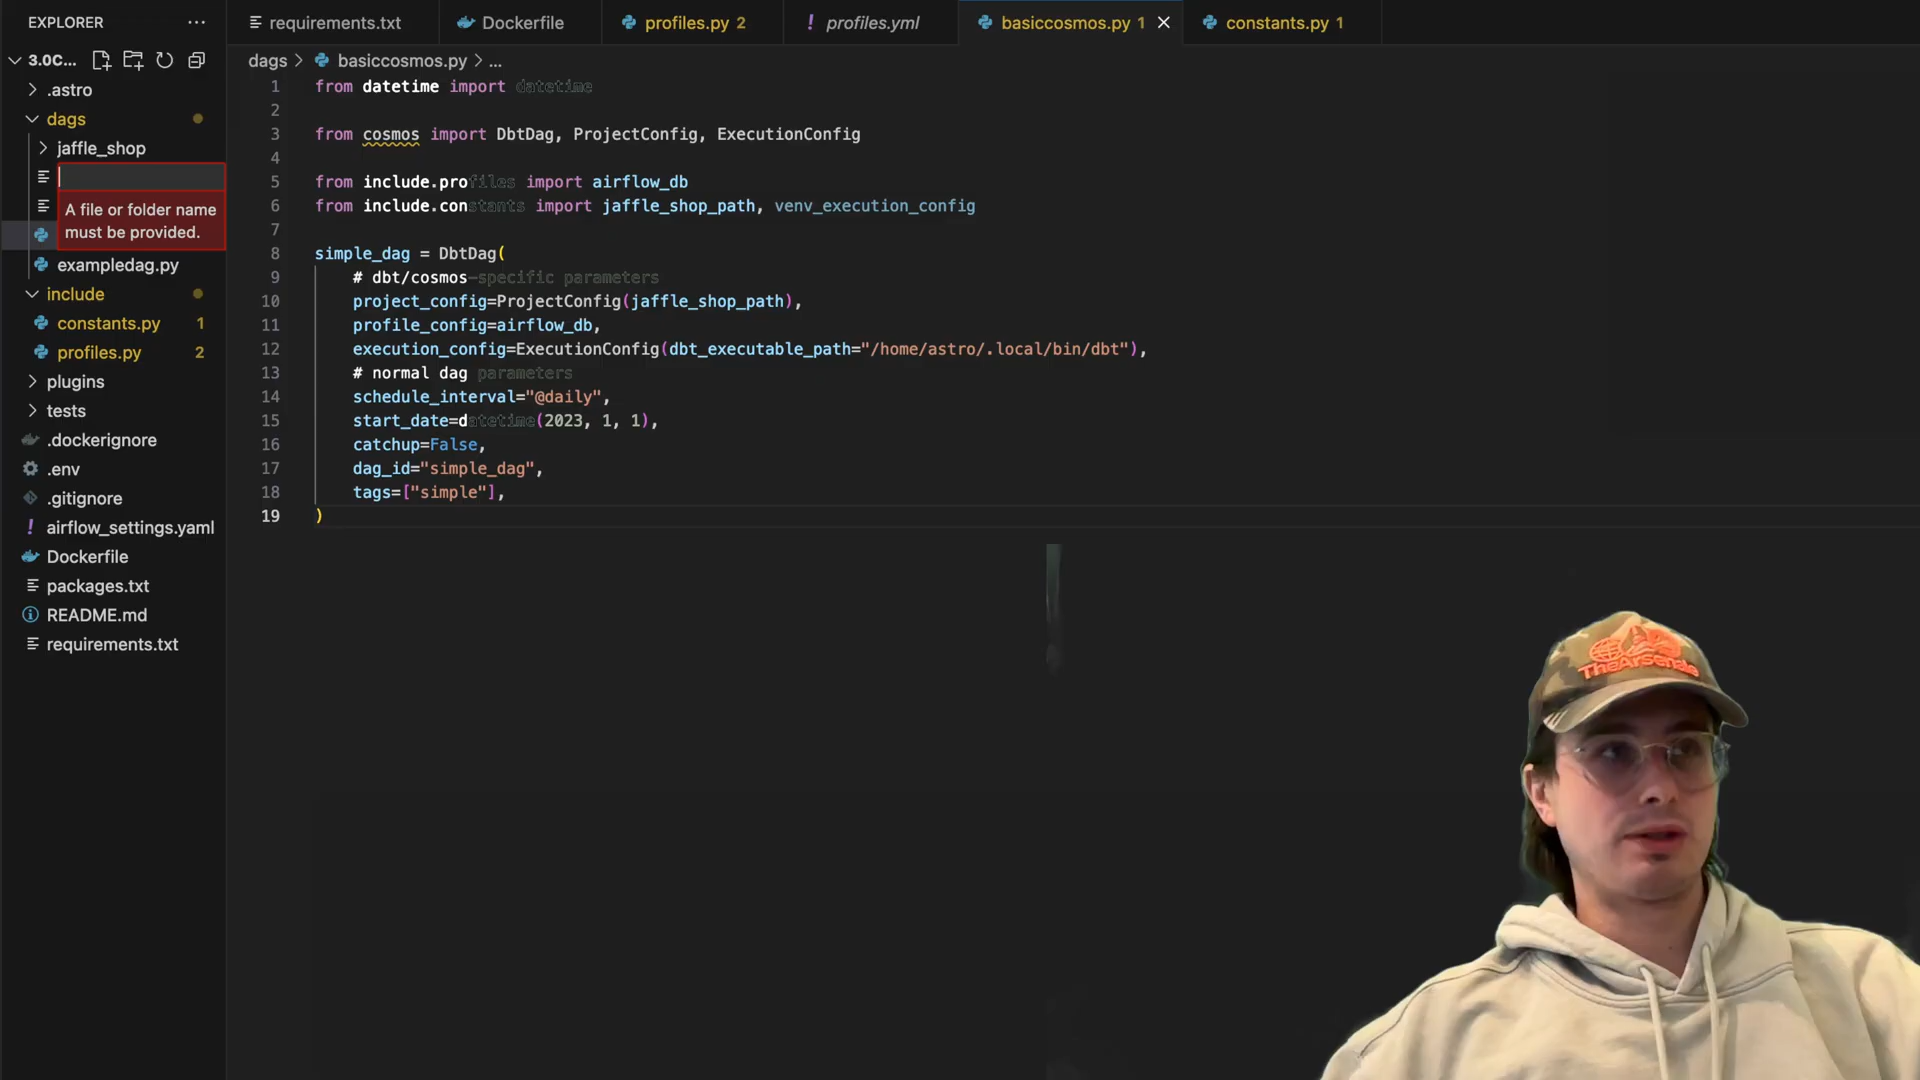 EXPLORER
requirements.txt
Dockerfile
profiles.py 2
! profiles.yml
basiccosmos.py 1
constants.py 1
3.0C...
dags > basiccosmos.py > ...
.astro
dags
jaffle_shop
A file or folder name
must be provided.
exampledag.py
include
constants.py 1
profiles.py 2
plugins
tests
.dockerignore
.env
.gitignore
! airflow_settings.yaml
Dockerfile
packages.txt
README.md
requirements.txt
1 from datetime import datetime
2
3 from cosmos import DbtDag, ProjectConfig, ExecutionConfig
4
5 from include.profiles import airflow_db
6 from include.constants import jaffle_shop_path, venv_execution_config
7
8 simple_dag = DbtDag(
9 # dbt/cosmos-specific parameters
10 project_config=ProjectConfig(jaffle_shop_path),
11 profile_config=airflow_db,
12 execution_config=ExecutionConfig(dbt_executable_path="/home/astro/.local/bin/dbt"),
13 # normal dag parameters
14 schedule_interval="@daily",
15 start_date=datetime(2023, 1, 1),
16 catchup=False,
17 dag_id="simple_dag",
18 tags=["simple"],
19 )
TheArsenale